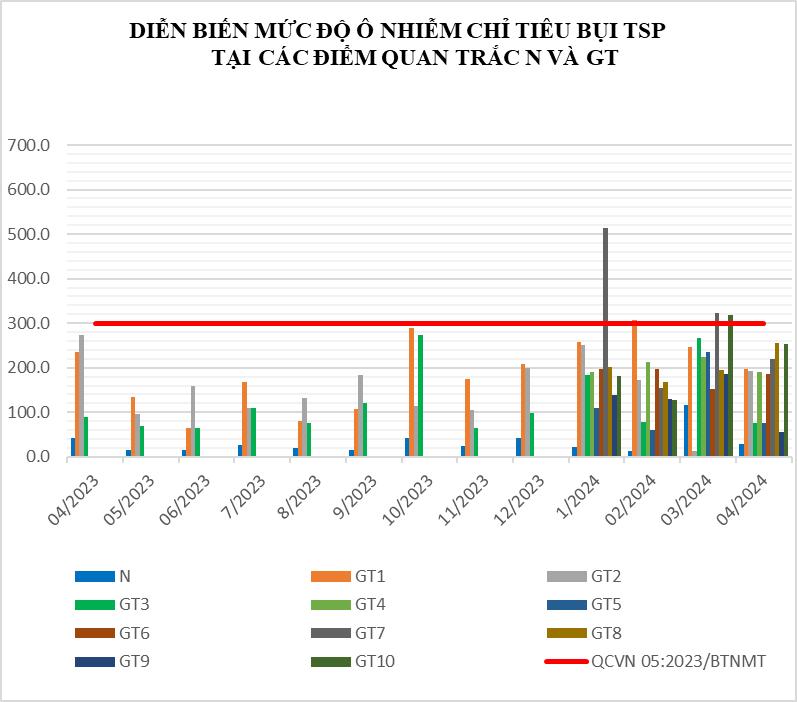 DIỄN BIẾN MỨC ĐỘ Ô NHIỄM CHỈ TIÊU BỤI TSP
TẠI CÁC ĐIỂM QUAN TRẮC N VÀ GT
700.0
600.0
500.0
400.0
300.0
200.0
100.0
0.0
04/2023
05/2023
06/2023
7/2023
8/2023
9/2023
10/2023
11/2023
12/2023
1/2024
02/2024
03/2024
04/2024
N
GT1
GT2
GT3
GT4
GT5
GT6
GT7
GT8
GT9
GT10
QCVN 05:2023/BTNMT